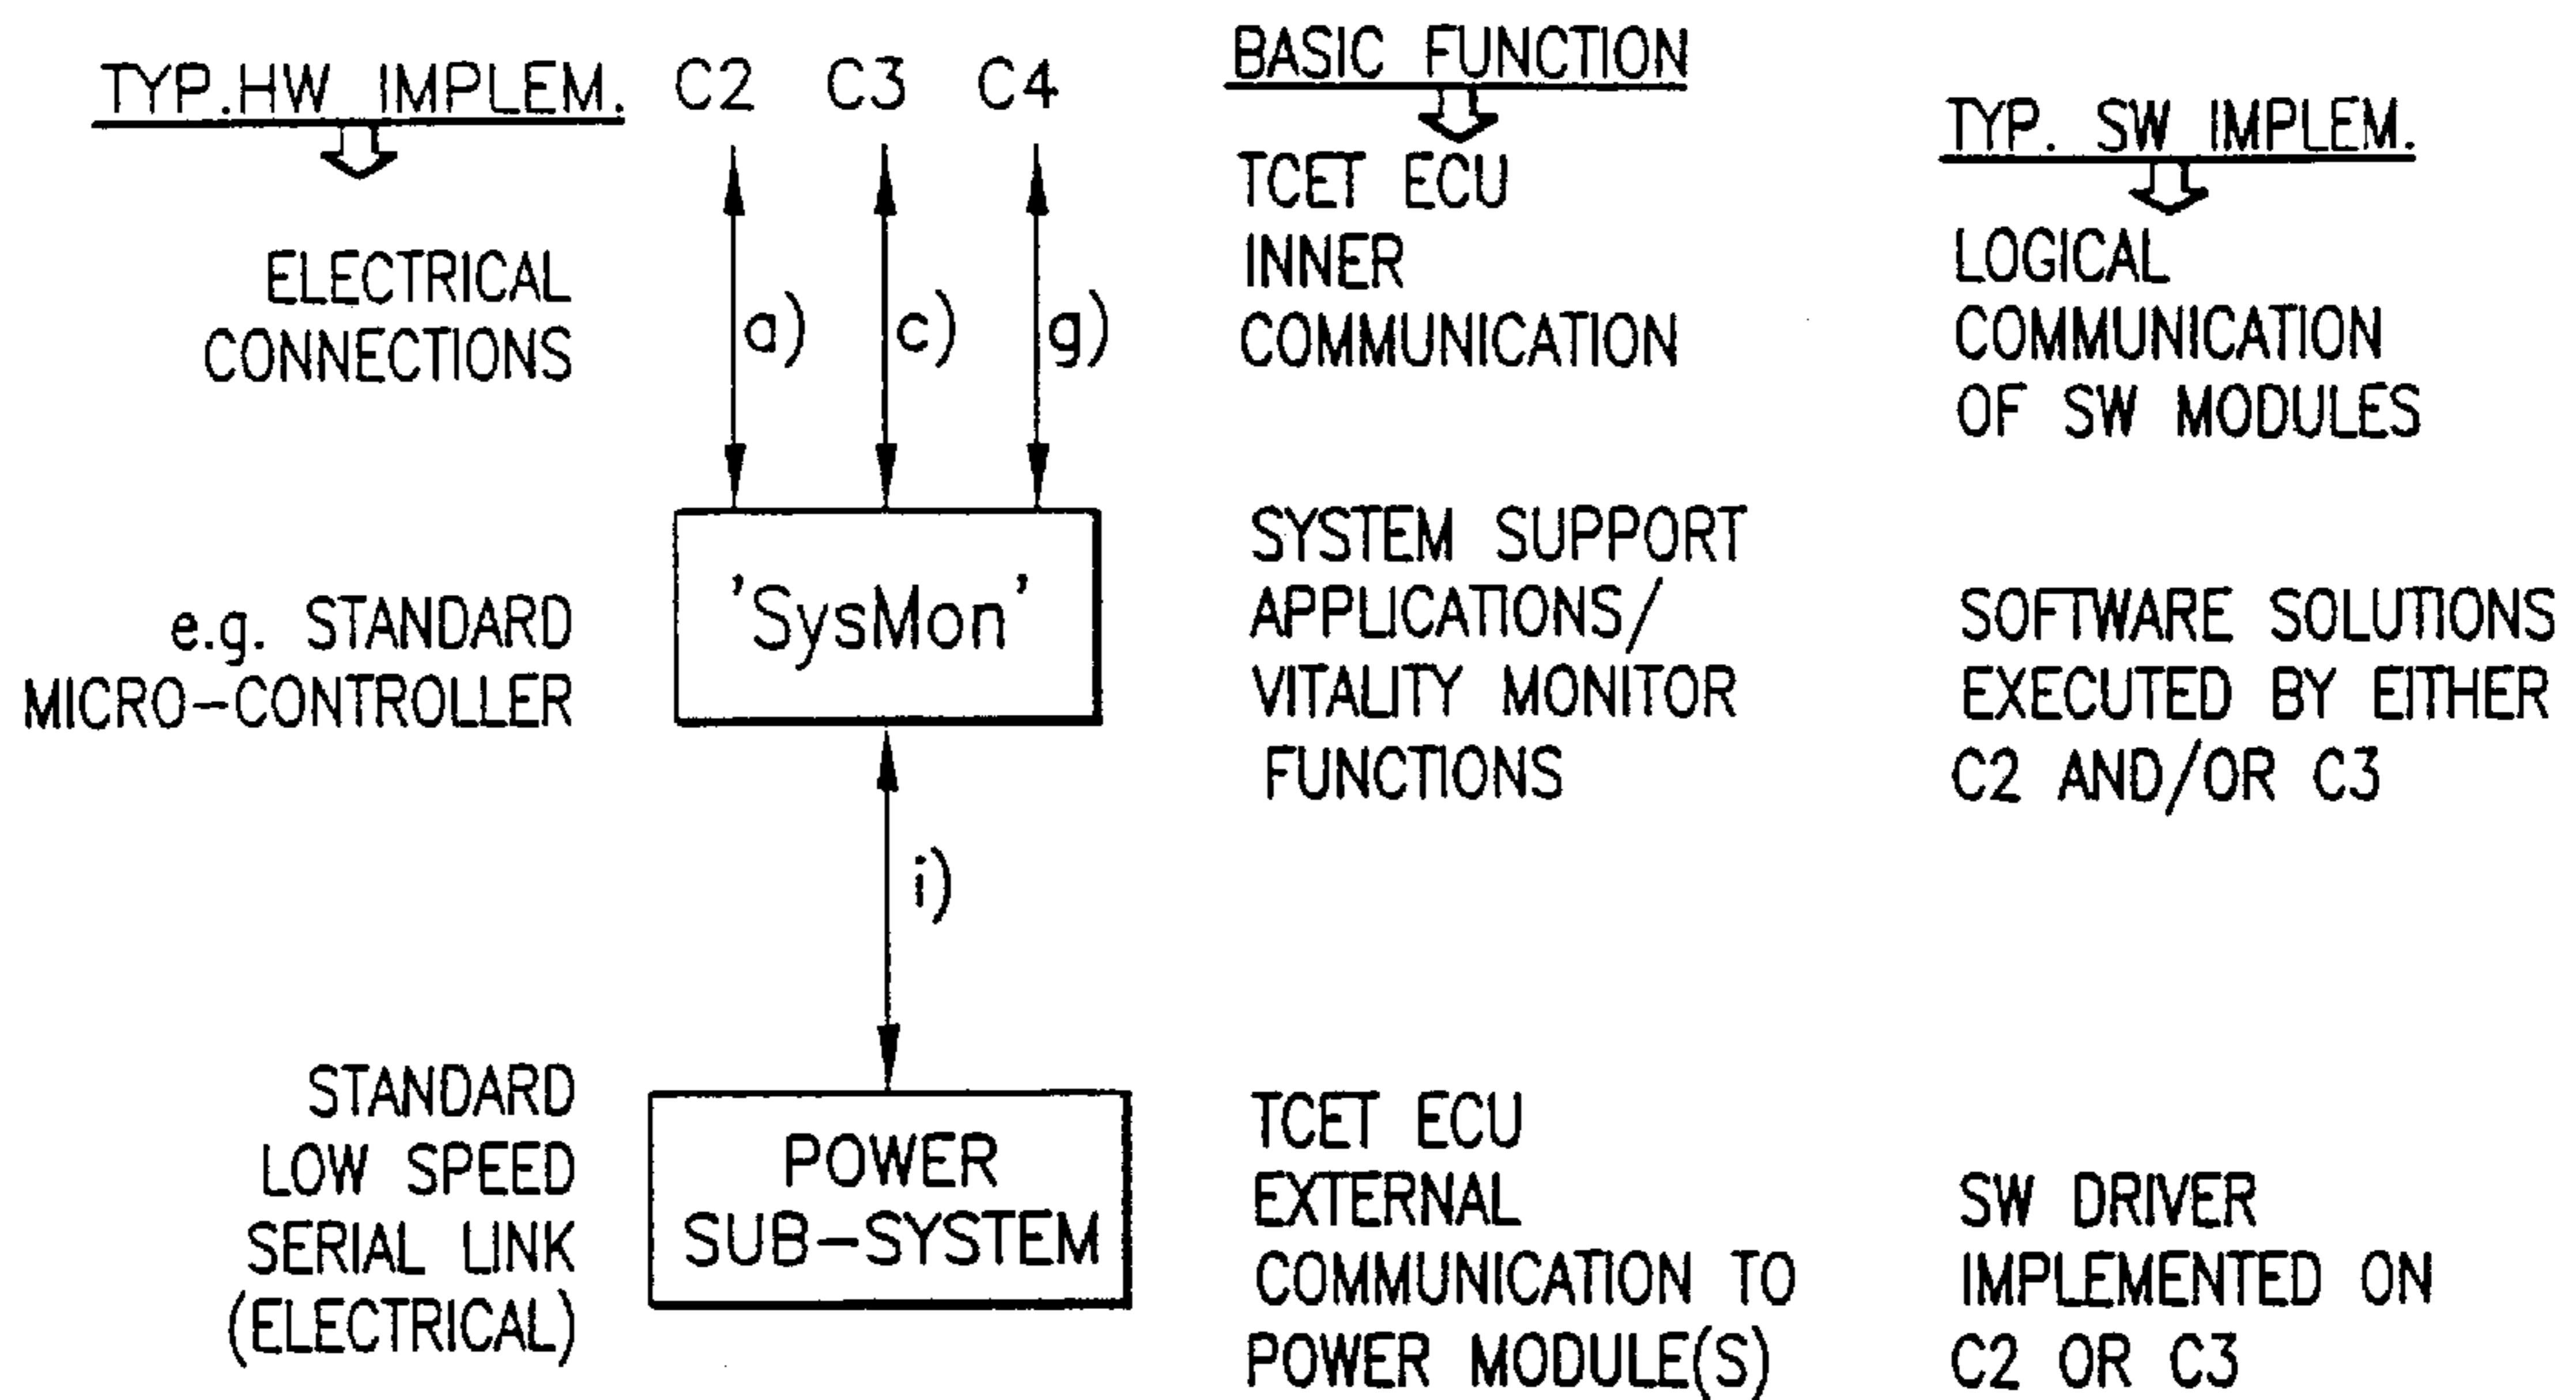 TYP.HW IMPLEM.
C2 C3 C4
BASIC FUNCTION
TYP. SW IMPLEM.
ELECTRICAL
CONNECTIONS
a) c) g)
TCET ECU
INNER
COMMUNICATION
LOGICAL
COMMUNICATION
OF SW MODULES
e.g. STANDARD
MICRO-CONTROLLER
'SysMon'
SYSTEM SUPPORT
APPLICATIONS/
VITALITY MONITOR
FUNCTIONS
SOFTWARE SOLUTIONS
EXECUTED BY EITHER
C2 AND/OR C3
i)
STANDARD
LOW SPEED
SERIAL LINK
(ELECTRICAL)
POWER
SUB-SYSTEM
TCET ECU
EXTERNAL
COMMUNICATION TO
POWER MODULE(S)
SW DRIVER
IMPLEMENTED ON
C2 OR C3